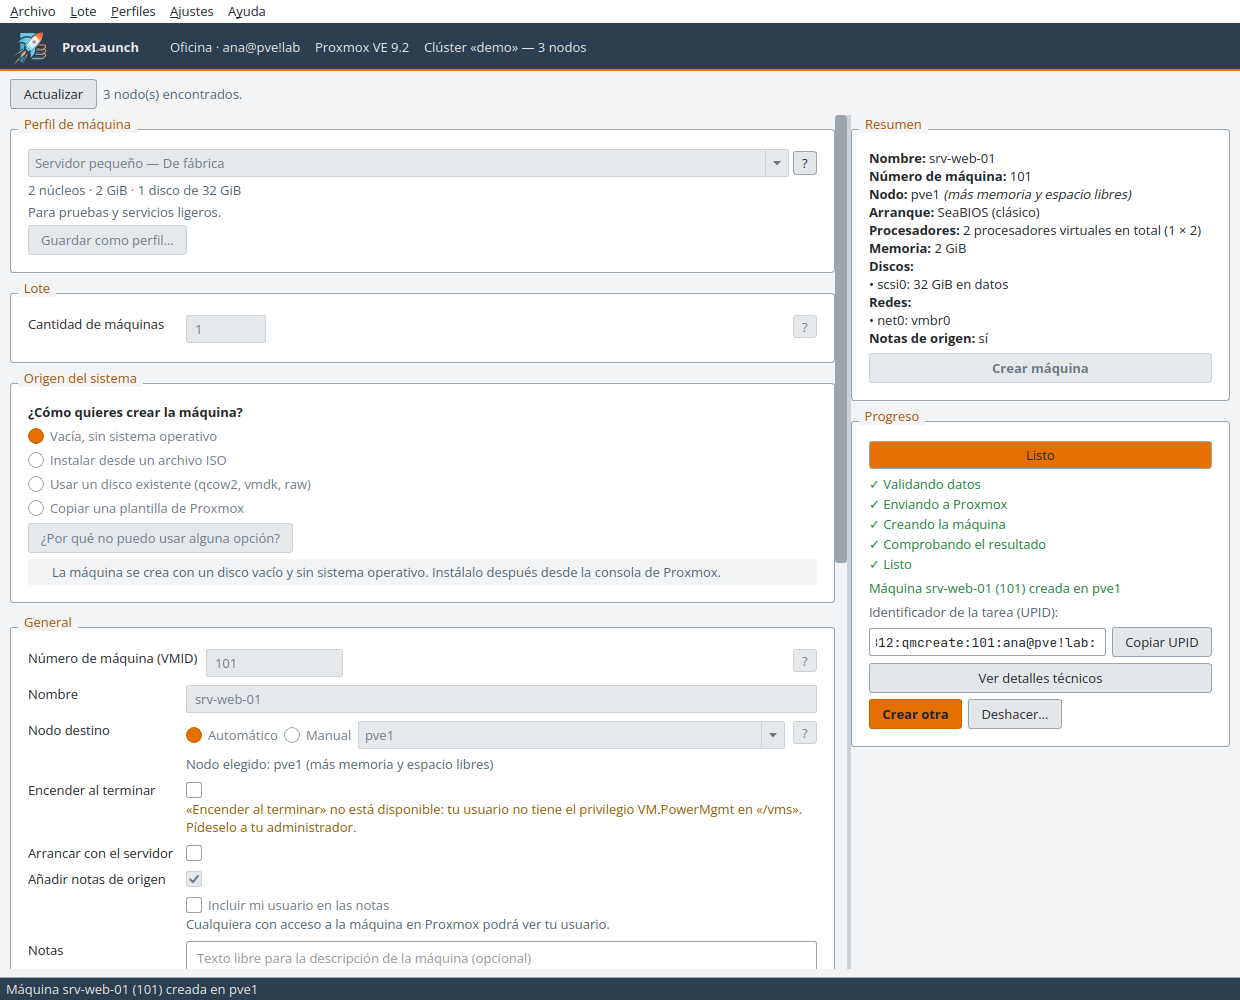 Archivo Lote Perfiles Ajustes Ayuda
ProxLaunch Oficina · ana@pve!lab Proxmox VE 9.2 Clúster «demo» — 3 nodos
Actualizar 3 nodo(s) encontrados.
Perfil de máquina
Servidor pequeño — De fábrica ?
2 núcleos · 2 GiB · 1 disco de 32 GiB
Para pruebas y servicios ligeros.
Guardar como perfil...
Lote
Cantidad de máquinas 1 ?
Origen del sistema
¿Cómo quieres crear la máquina?
Vacía, sin sistema operativo
Instalar desde un archivo ISO
Usar un disco existente (qcow2, vmdk, raw)
Copiar una plantilla de Proxmox
¿Por qué no puedo usar alguna opción?
La máquina se crea con un disco vacío y sin sistema operativo. Instálalo después desde la consola de Proxmox.
General
Número de máquina (VMID) 101 ?
Nombre srv-web-01
Nodo destino Automático Manual pve1 ?
Nodo elegido: pve1 (más memoria y espacio libres)
Encender al terminar
«Encender al terminar» no está disponible: tu usuario no tiene el privilegio VM.PowerMgmt en «/vms».
Pídeselo a tu administrador.
Arrancar con el servidor
Añadir notas de origen
Incluir mi usuario en las notas
Cualquiera con acceso a la máquina en Proxmox podrá ver tu usuario.
Notas Texto libre para la descripción de la máquina (opcional)
Resumen
Nombre: srv-web-01
Número de máquina: 101
Nodo: pve1 (más memoria y espacio libres)
Arranque: SeaBIOS (clásico)
Procesadores: 2 procesadores virtuales en total (1 × 2)
Memoria: 2 GiB
Discos:
• scsi0: 32 GiB en datos
Redes:
• net0: vmbr0
Notas de origen: sí
Crear máquina
Progreso
Listo
✓ Validando datos
✓ Enviando a Proxmox
✓ Creando la máquina
✓ Comprobando el resultado
✓ Listo
Máquina srv-web-01 (101) creada en pve1
Identificador de la tarea (UPID):
12:qmcreate:101:ana@pve!lab: Copiar UPID
Ver detalles técnicos
Crear otra Deshacer...
Máquina srv-web-01 (101) creada en pve1